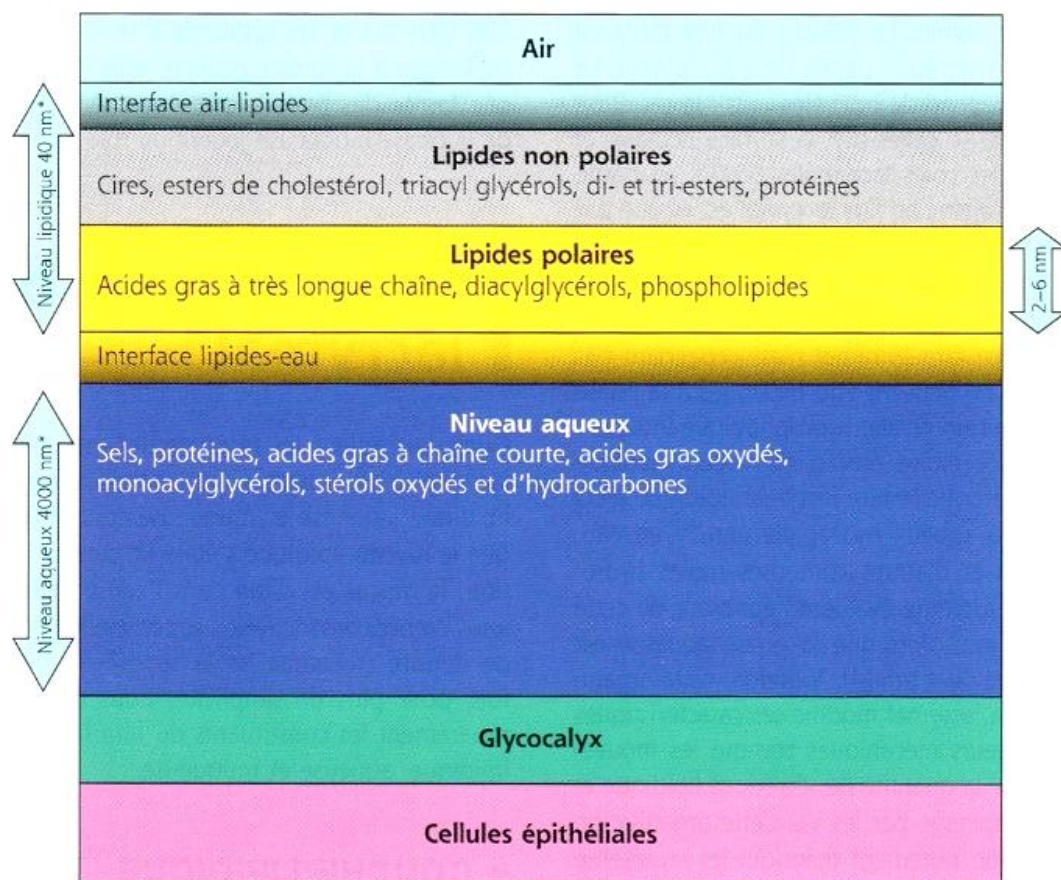 Air
Interface air-lipides
Niveau lipidique 40 nm*
Lipides non polaires
Cires, esters de cholestérol, triacyl glycérols, di- et tri-esters, protéines
Lipides polaires
Acides gras à très longue chaîne, diacylglycérols, phospholipides
2–6 nm
Interface lipides-eau
Niveau aqueux 4000 nm*
Niveau aqueux
Sels, protéines, acides gras à chaîne courte, acides gras oxydés,
monoacylglycérols, stérols oxydés et d'hydrocarbones
Glycocalyx
Cellules épithéliales